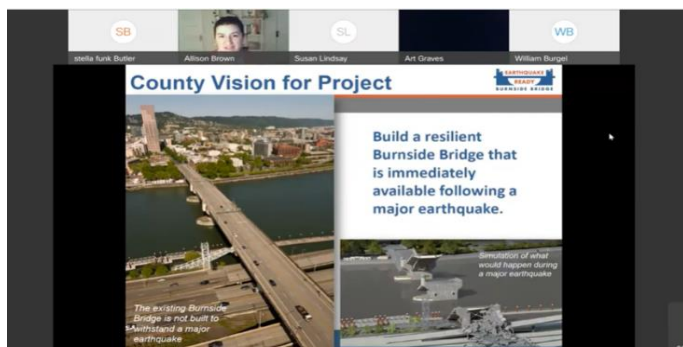 SB
SL
WB
stella funk Butler
Allison Brown
Susan Lindsay
Art Graves
William Burgel
County Vision for Project
EARTHQUAKE
READY
BURNSIDE BRIDGE
Build a resilient
Burnside Bridge that
is immediately
available following a
major earthquake.
Simulation of what
would happen during
a major earthquake
The existing Burnside
Bridge is not built to
withstand a major
earthquake